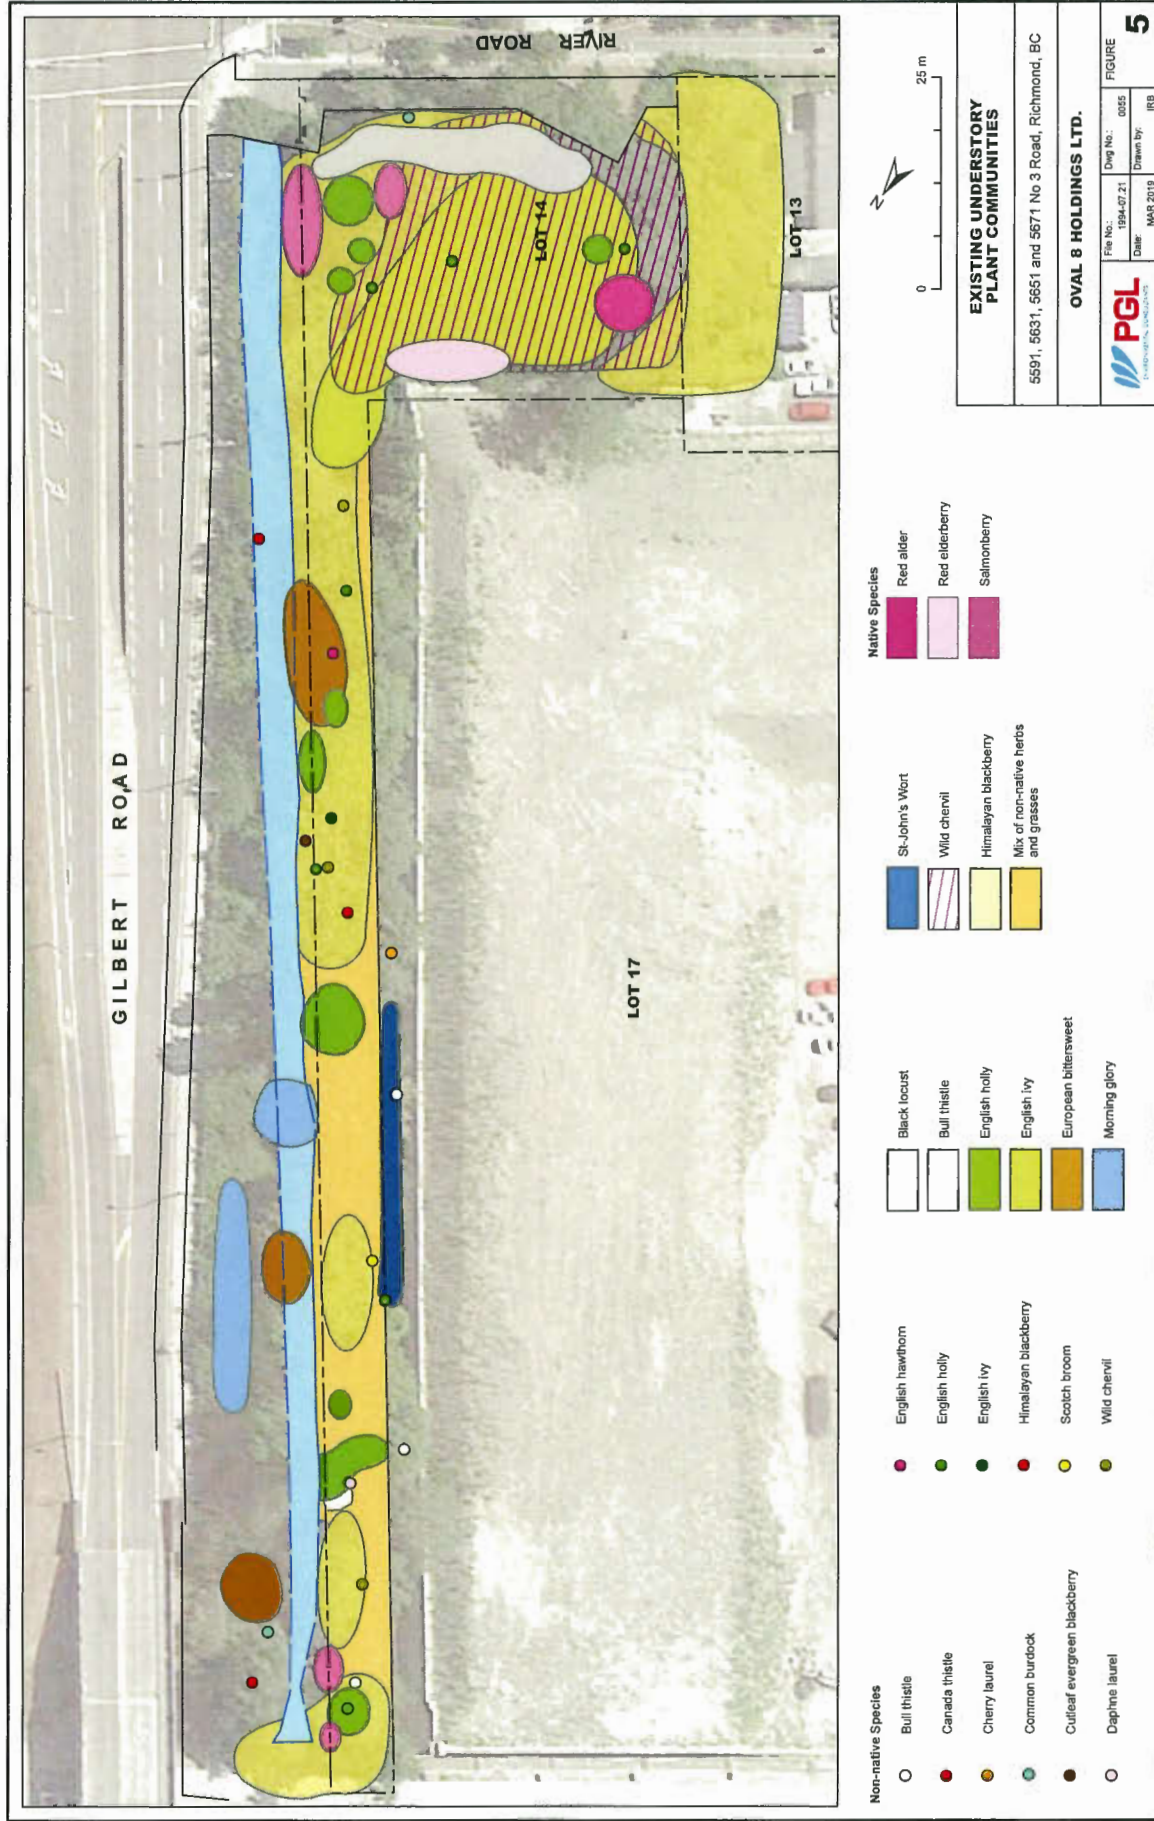 GILBERT ROAD
RIVER ROAD
LOT 14
LOT 13
LOT 17
N
0 25 m
Non-native Species
Bull thistle
Canada thistle
Cherry laurel
Common burdock
Cutleaf evergreen blackberry
Daphne laurel
English hawthorn
English holly
English ivy
Himalayan blackberry
Scotch broom
Wild chervil
Black locust
Bull thistle
English holly
English ivy
European bittersweet
Morning glory
St-John's Wort
Wild chervil
Himalayan blackberry
Mix of non-native herbs
and grasses
Native Species
Red alder
Red elderberry
Salmonberry
EXISTING UNDERSTORY
PLANT COMMUNITIES
5591, 5631, 5651 and 5671 No 3 Road, Richmond, BC
OVAL 8 HOLDINGS LTD.
PGL
ENVIRONMENTAL CONSULTANTS
File No.: 1994-07.21
Dwg No.: 0055
Date: MAR 2019
Drawn by: IRB
FIGURE
5